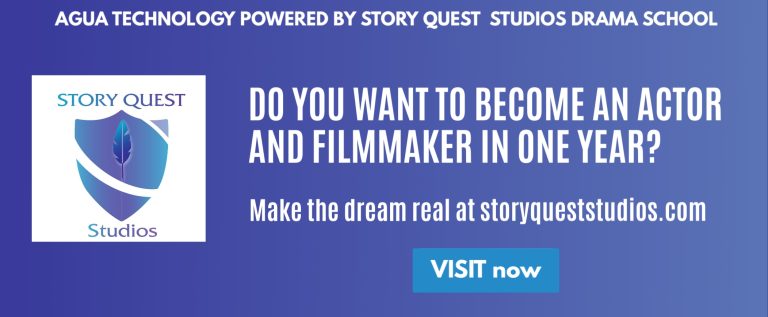 AGUA TECHNOLOGY POWERED BY STORY QUEST STUDIOS DRAMA SCHOOL
STORY QUEST
Studios
DO YOU WANT TO BECOME AN ACTOR
AND FILMMAKER IN ONE YEAR?
Make the dream real at storyqueststudios.com
VISIT now